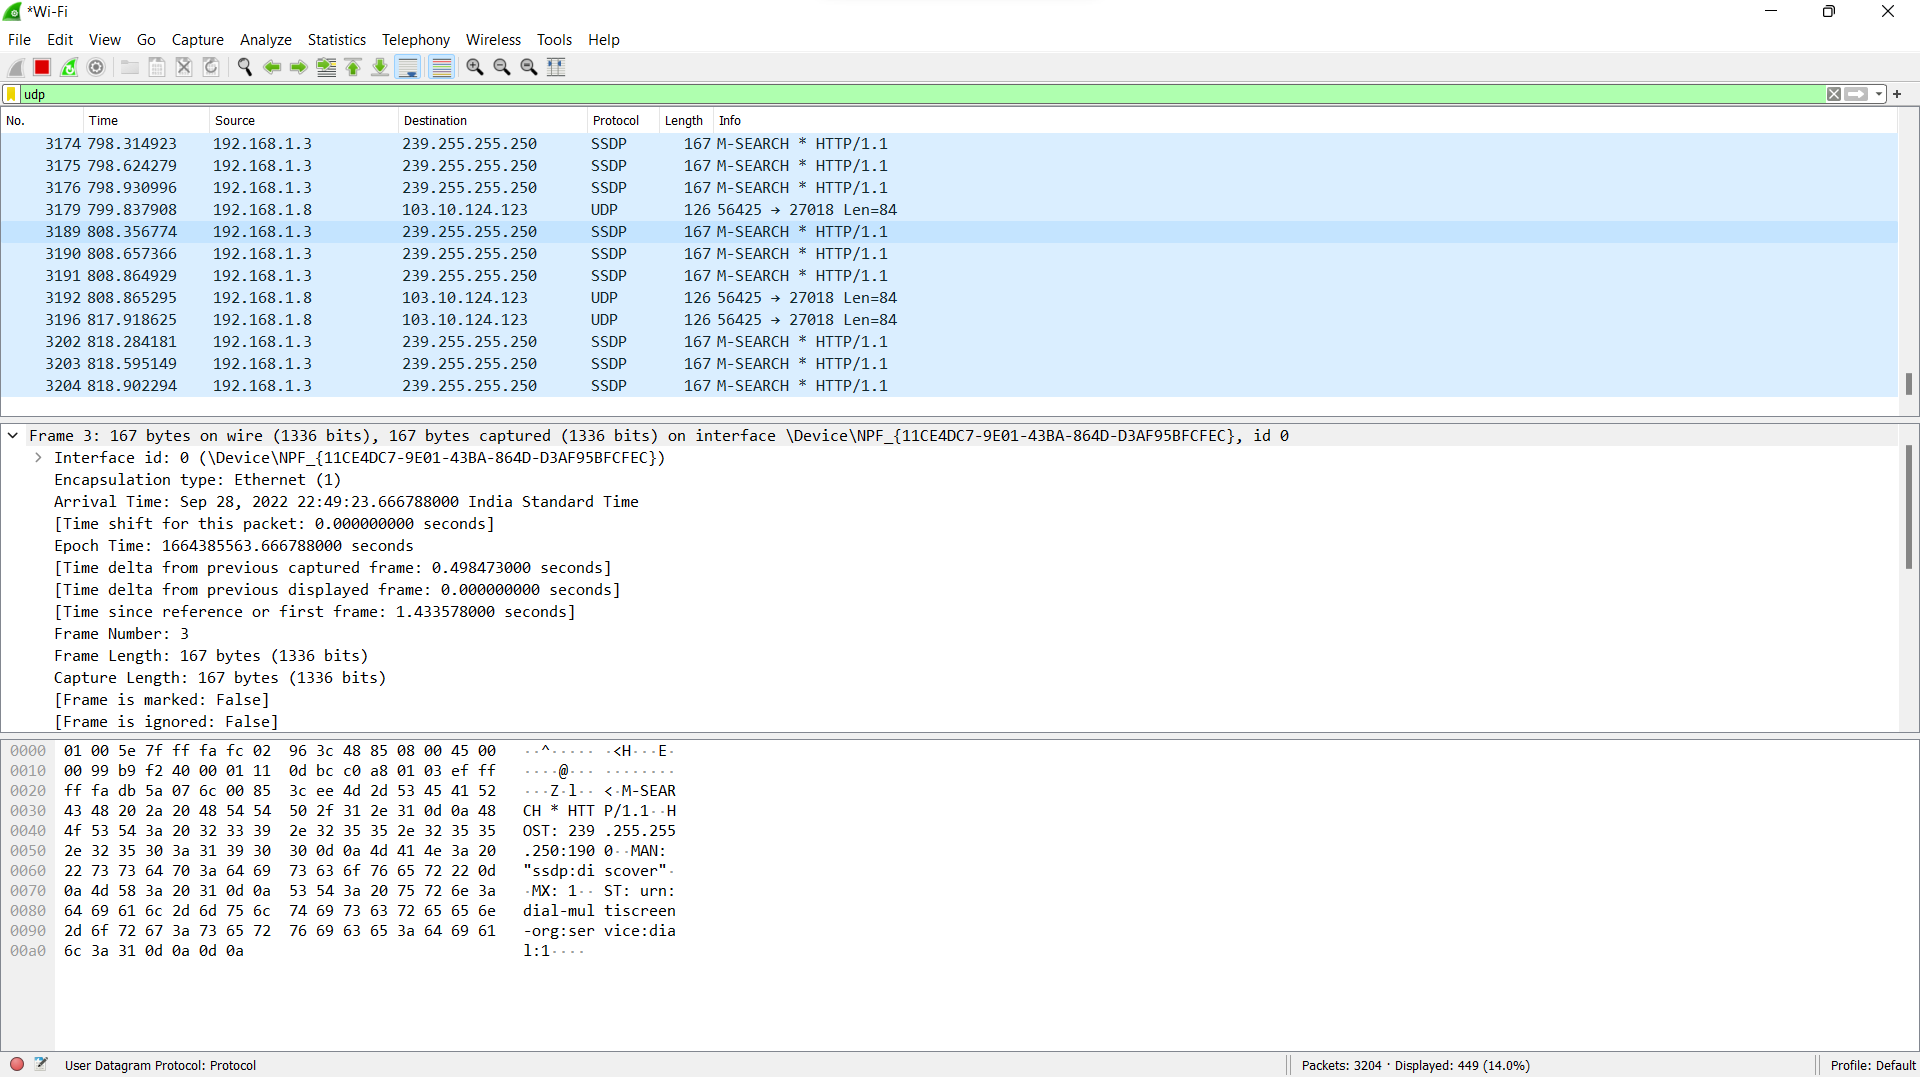 *Wi-Fi
File Edit View Go Capture Analyze Statistics Telephony Wireless Tools Help
udp
No. Time Source Destination Protocol Length Info
3174 798.314923 192.168.1.3 239.255.255.250 SSDP 167 M-SEARCH * HTTP/1.1
3175 798.624279 192.168.1.3 239.255.255.250 SSDP 167 M-SEARCH * HTTP/1.1
3176 798.930996 192.168.1.3 239.255.255.250 SSDP 167 M-SEARCH * HTTP/1.1
3179 799.837908 192.168.1.8 103.10.124.123 UDP 126 56425 → 27018 Len=84
3189 808.356774 192.168.1.3 239.255.255.250 SSDP 167 M-SEARCH * HTTP/1.1
3190 808.657366 192.168.1.3 239.255.255.250 SSDP 167 M-SEARCH * HTTP/1.1
3191 808.864929 192.168.1.3 239.255.255.250 SSDP 167 M-SEARCH * HTTP/1.1
3192 808.865295 192.168.1.8 103.10.124.123 UDP 126 56425 → 27018 Len=84
3196 817.918625 192.168.1.8 103.10.124.123 UDP 126 56425 → 27018 Len=84
3202 818.284181 192.168.1.3 239.255.255.250 SSDP 167 M-SEARCH * HTTP/1.1
3203 818.595149 192.168.1.3 239.255.255.250 SSDP 167 M-SEARCH * HTTP/1.1
3204 818.902294 192.168.1.3 239.255.255.250 SSDP 167 M-SEARCH * HTTP/1.1
Frame 3: 167 bytes on wire (1336 bits), 167 bytes captured (1336 bits) on interface \Device\NPF_{11CE4DC7-9E01-43BA-864D-D3AF95BFCFEC}, id 0
Interface id: 0 (\Device\NPF_{11CE4DC7-9E01-43BA-864D-D3AF95BFCFEC})
Encapsulation type: Ethernet (1)
Arrival Time: Sep 28, 2022 22:49:23.666788000 India Standard Time
[Time shift for this packet: 0.000000000 seconds]
Epoch Time: 1664385563.666788000 seconds
[Time delta from previous captured frame: 0.498473000 seconds]
[Time delta from previous displayed frame: 0.000000000 seconds]
[Time since reference or first frame: 1.433578000 seconds]
Frame Number: 3
Frame Length: 167 bytes (1336 bits)
Capture Length: 167 bytes (1336 bits)
[Frame is marked: False]
[Frame is ignored: False]
0000 01 00 5e 7f ff fa fc 02 96 3c 48 85 08 00 45 00 ··^····· ·<H···E·
0010 00 99 b9 f2 40 00 01 11 0d bc c0 a8 01 03 ef ff ····@··· ········
0020 ff fa db 5a 07 6c 00 85 3c ee 4d 2d 53 45 41 52 ···Z·l·· <·M-SEAR
0030 43 48 20 2a 20 48 54 54 50 2f 31 2e 31 0d 0a 48 CH * HTT P/1.1··H
0040 4f 53 54 3a 20 32 33 39 2e 32 35 35 2e 32 35 35 OST: 239 .255.255
0050 2e 32 35 30 3a 31 39 30 30 0d 0a 4d 41 4e 3a 20 .250:190 0··MAN:
0060 22 73 73 64 70 3a 64 69 73 63 6f 76 65 72 22 0d "ssdp:di scover"·
0070 0a 4d 58 3a 20 31 0d 0a 53 54 3a 20 75 72 6e 3a ·MX: 1·· ST: urn:
0080 64 69 61 6c 2d 6d 75 6c 74 69 73 63 72 65 65 6e dial-mul tiscreen
0090 2d 6f 72 67 3a 73 65 72 76 69 63 65 3a 64 69 61 -org:ser vice:dia
00a0 6c 3a 31 0d 0a 0d 0a l:1····
User Datagram Protocol: Protocol Packets: 3204 · Displayed: 449 (14.0%) Profile: Default